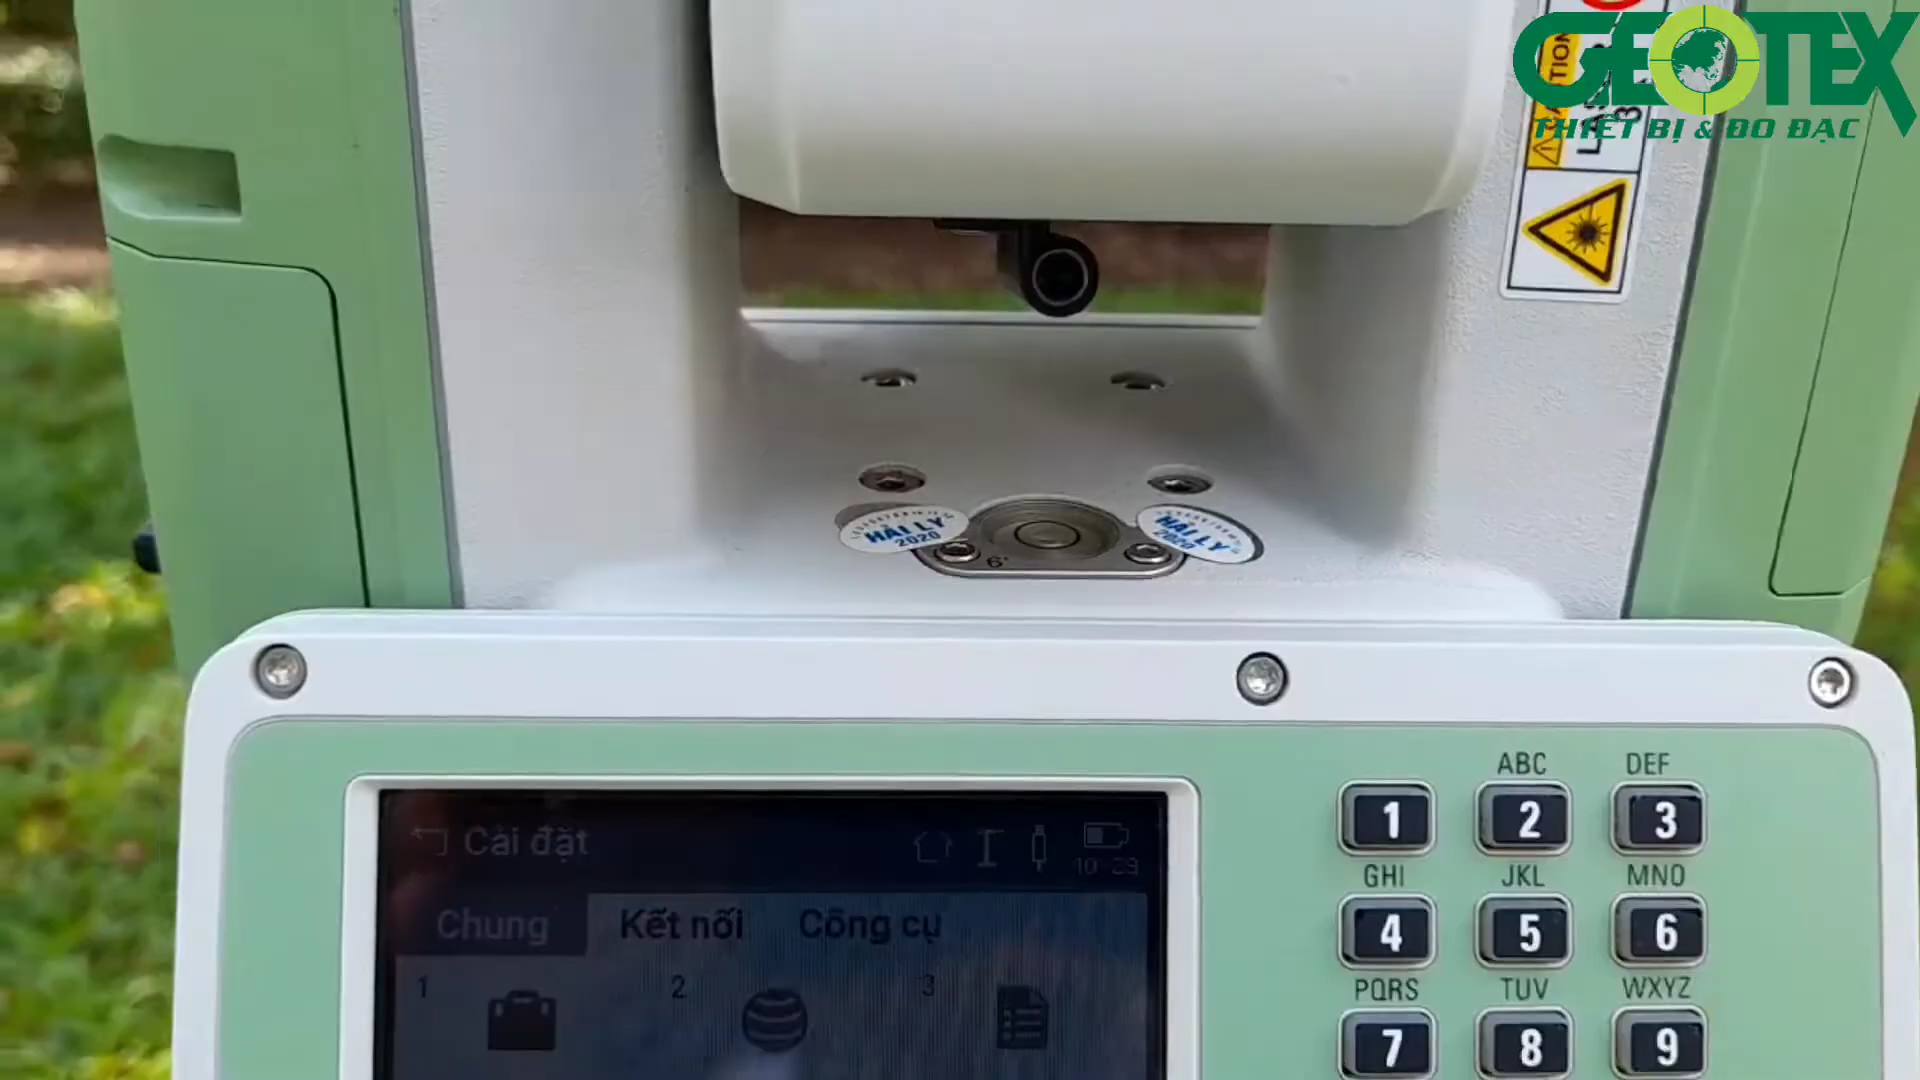 GEOTEX
THIẾT BỊ & ĐO ĐẠC
HẢI LY
2020
HẢI LY
2020
6'
Cài đặt
10:29
Chung Kết nối Công cụ
1 2 3
ABC DEF
1 2 3
GHI JKL MNO
4 5 6
PQRS TUV WXYZ
7 8 9